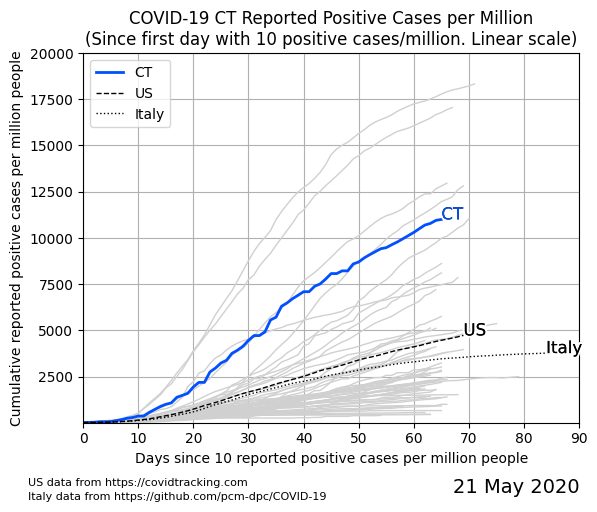 COVID-19 CT Reported Positive Cases per Million
(Since first day with 10 positive cases/million. Linear scale)
Cumulative reported positive cases per million people
20000
17500
15000
12500
10000
7500
5000
2500
CT
US
Italy
CT
US
Italy
0 10 20 30 40 50 60 70 80 90
Days since 10 reported positive cases per million people
US data from https://covidtracking.com
Italy data from https://github.com/pcm-dpc/COVID-19
21 May 2020